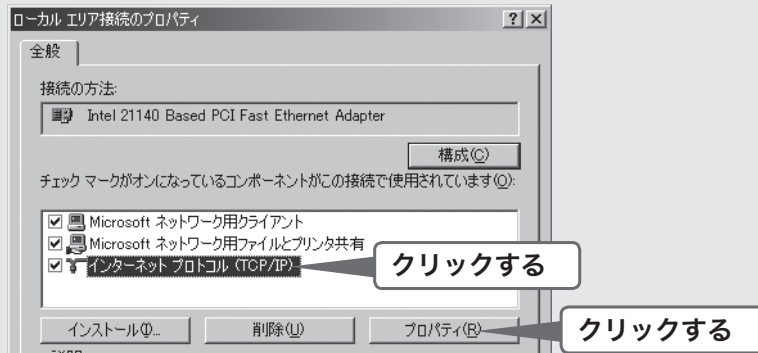 ローカル エリア接続のプロパティ
全般
接続の方法:
Intel 21140 Based PCI Fast Ethernet Adapter
構成(C)
チェック マークがオンになっているコンポーネントがこの接続で使用されています(O):
Microsoft ネットワーク用クライアント
Microsoft ネットワーク用ファイルとプリンタ共有
インターネット プロトコル (TCP/IP)
クリックする
インストール(I)... 削除(U) プロパティ(R)
クリックする